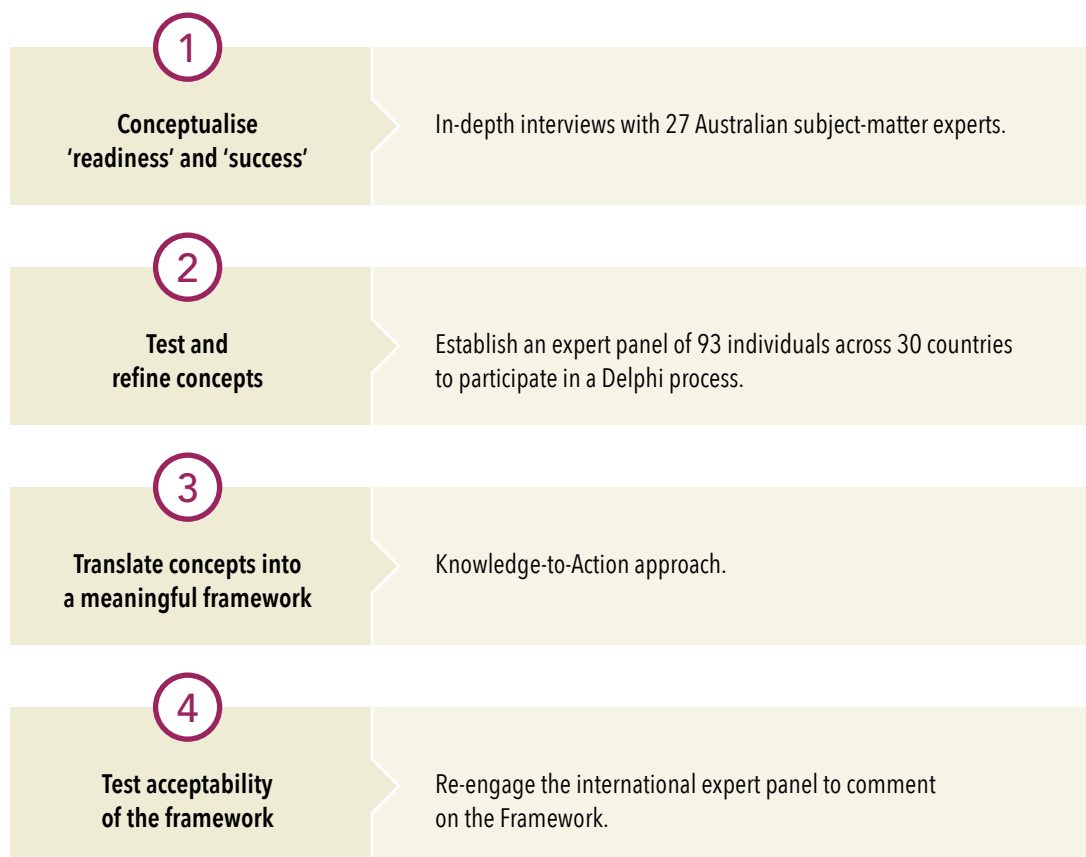 1
Conceptualise
‘readiness’ and ‘success’
In-depth interviews with 27 Australian subject-matter experts.
2
Test and
refine concepts
Establish an expert panel of 93 individuals across 30 countries
to participate in a Delphi process.
3
Translate concepts into
a meaningful framework
Knowledge-to-Action approach.
4
Test acceptability
of the framework
Re-engage the international expert panel to comment
on the Framework.